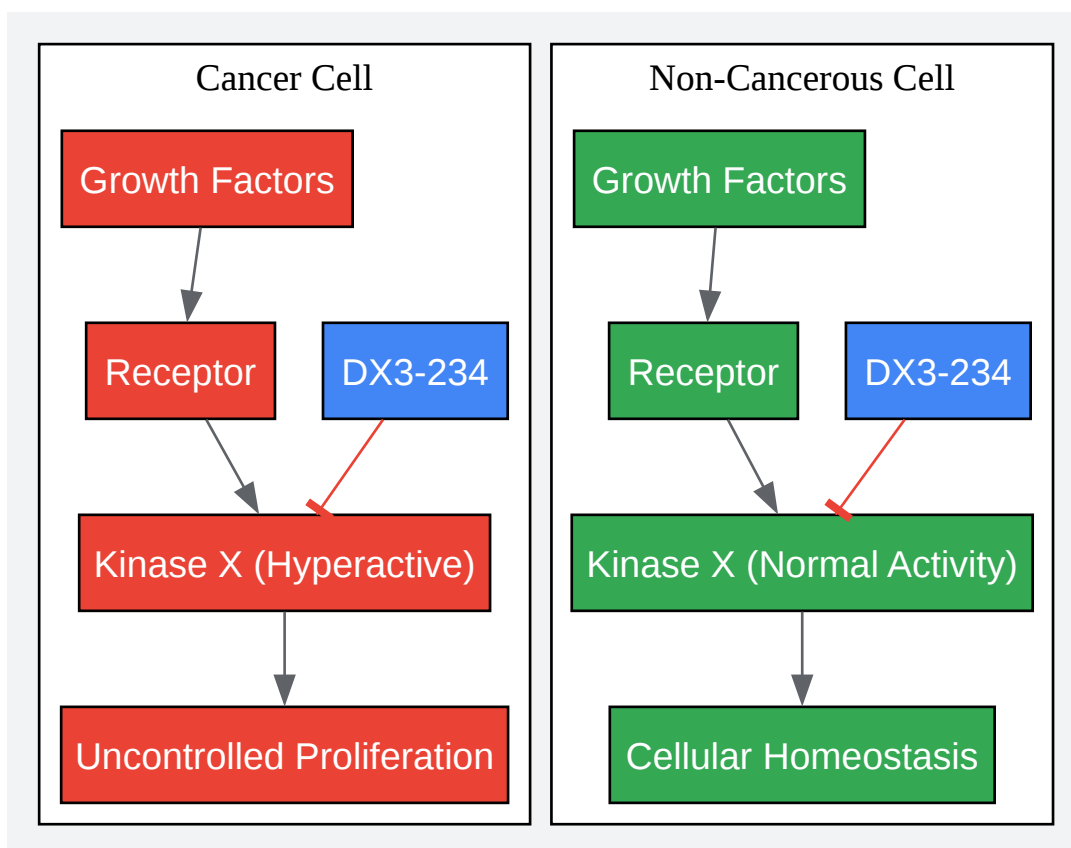 Cancer Cell
Growth Factors
Receptor
DX3-234
Kinase X (Hyperactive)
Uncontrolled Proliferation
Non-Cancerous Cell
Growth Factors
Receptor
DX3-234
Kinase X (Normal Activity)
Cellular Homeostasis